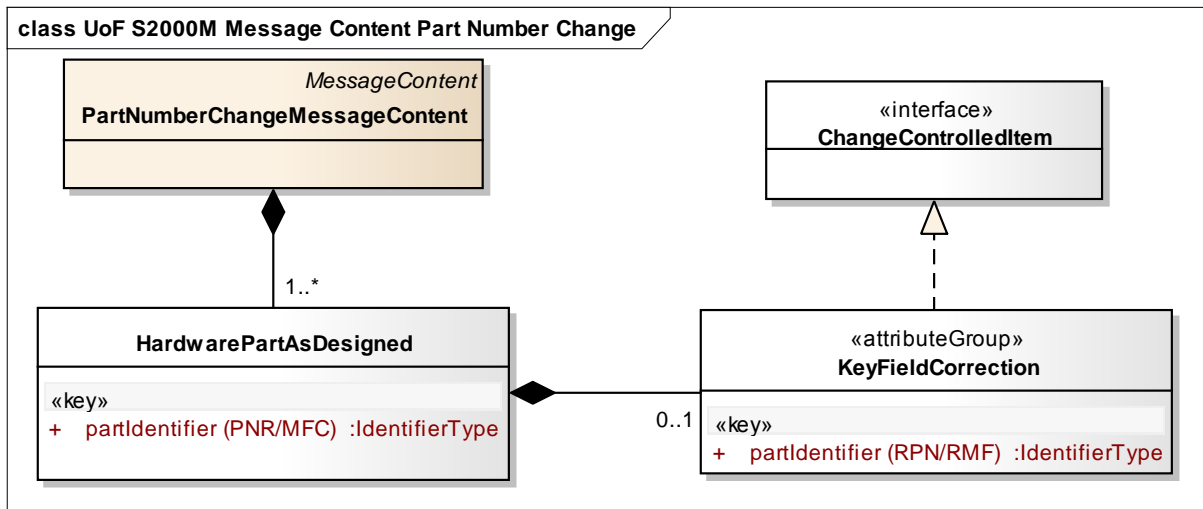 class UoF S2000M Message Content Part Number Change
MessageContent
PartNumberChangeMessageContent
«interface»
ChangeControlledItem
1..*
HardwarePartAsDesigned
«key»
+ partIdentifier (PNR/MFC) :IdentifierType
0..1
«attributeGroup»
KeyFieldCorrection
«key»
+ partIdentifier (RPN/RMF) :IdentifierType